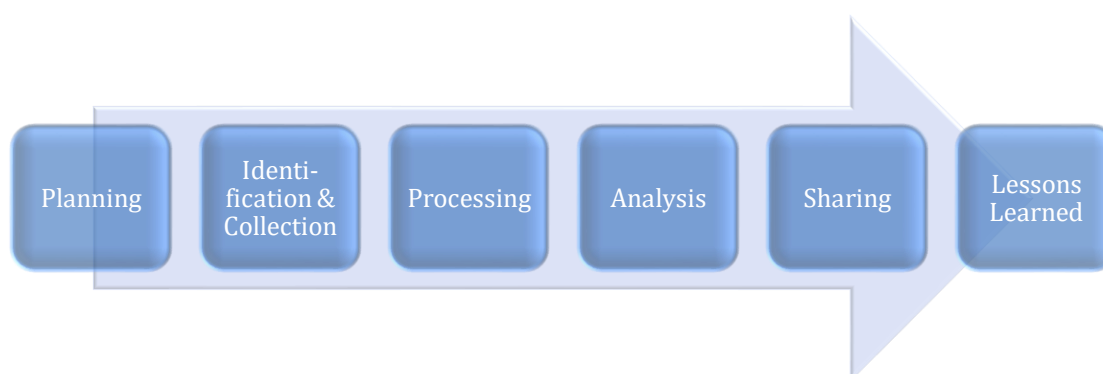 Planning
Identi-
fication &
Collection
Processing
Analysis
Sharing
Lessons
Learned